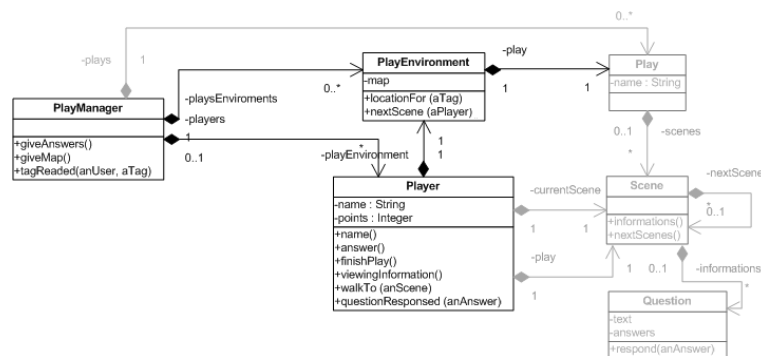 0..*
-plays
1
PlayEnvironment
-map
+locationFor (aTag)
+nextScene (aPlayer)
-play
1
1
Play
-name : String
PlayManager
+giveAnswers()
+giveMap()
+tagReaded(anUser, aTag)
-playsEnviroments
0..*
-players
1
0..1
*
-playEnvironment
1
1
0..1
-scenes
*
Player
-name : String
-points : Integer
+name()
+answer()
+finishPlay()
+viewingInformation()
+walkTo (anScene)
+questionResponsed (anAnswer)
-currentScene
1
1
-play
1
1
Scene
+informations()
+nextScenes()
-nextScene
*
0..1
0..1
-informations
*
Question
-text
-answers
+respond(anAnswer)